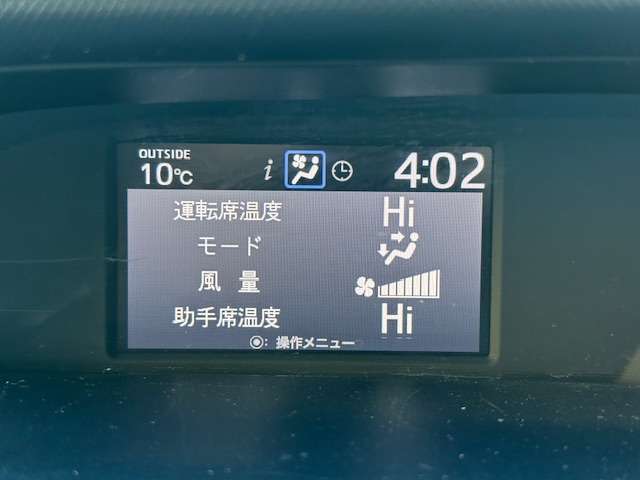 OUTSIDE
10℃ i 4:02
運転席温度 Hi
モード
風量
助手席温度 Hi
◉: 操作メニュー